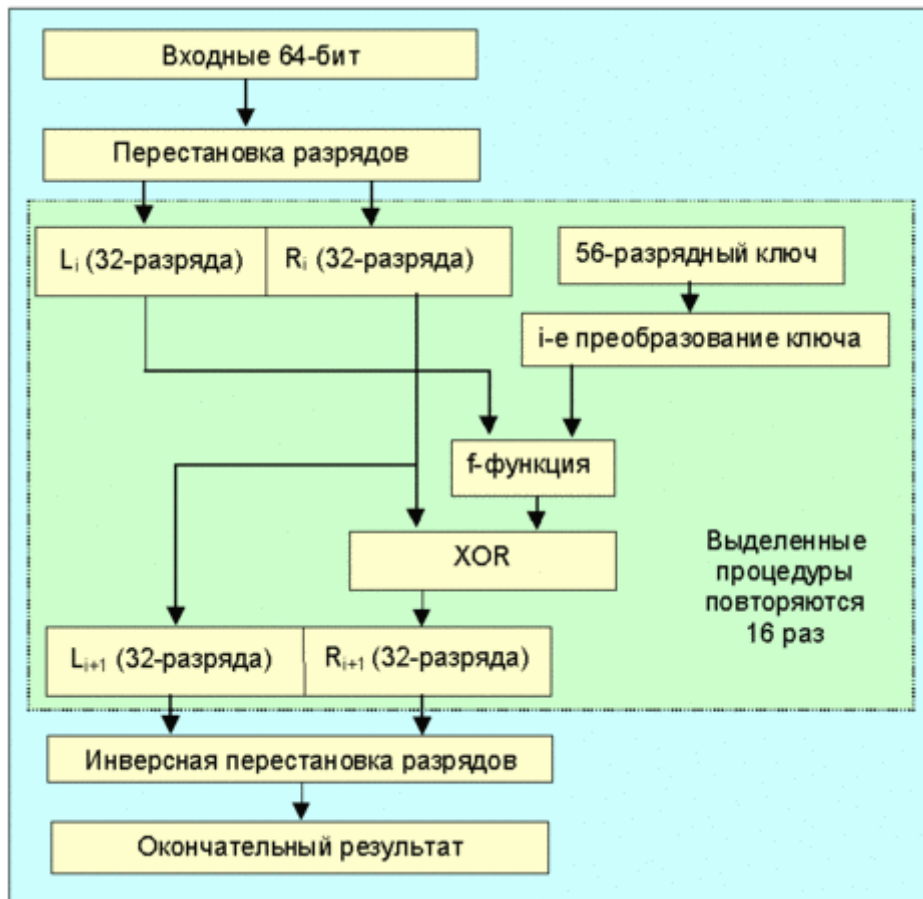 Входные 64-бит
Перестановка разрядов
Li (32-разряда)
Ri (32-разряда)
56-разрядный ключ
i-е преобразование ключа
f-функция
XOR
Выделенные
процедуры
повторяются
16 раз
Li+1 (32-разряда)
Ri+1 (32-разряда)
Инверсная перестановка разрядов
Окончательный результат